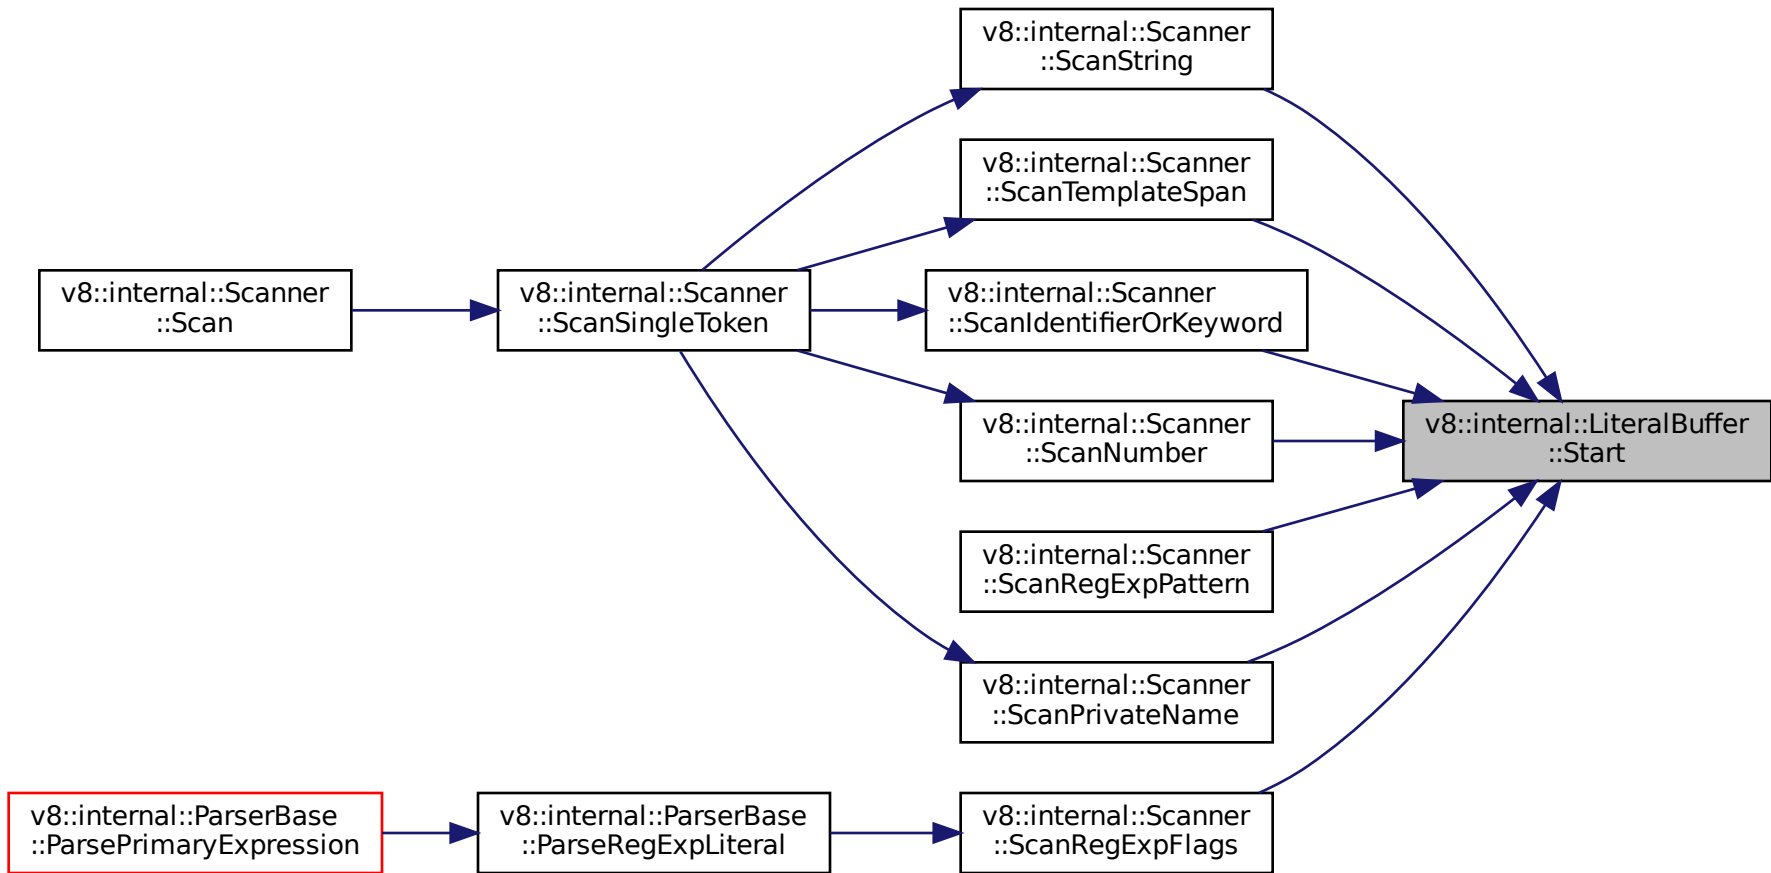 v8::internal::Scanner
::ScanString
v8::internal::Scanner
::ScanTemplateSpan
v8::internal::Scanner
::Scan
v8::internal::Scanner
::ScanSingleToken
v8::internal::Scanner
::ScanIdentifierOrKeyword
v8::internal::LiteralBuffer
::Start
v8::internal::Scanner
::ScanNumber
v8::internal::Scanner
::ScanRegExpPattern
v8::internal::Scanner
::ScanPrivateName
v8::internal::ParserBase
::ParsePrimaryExpression
v8::internal::ParserBase
::ParseRegExpLiteral
v8::internal::Scanner
::ScanRegExpFlags